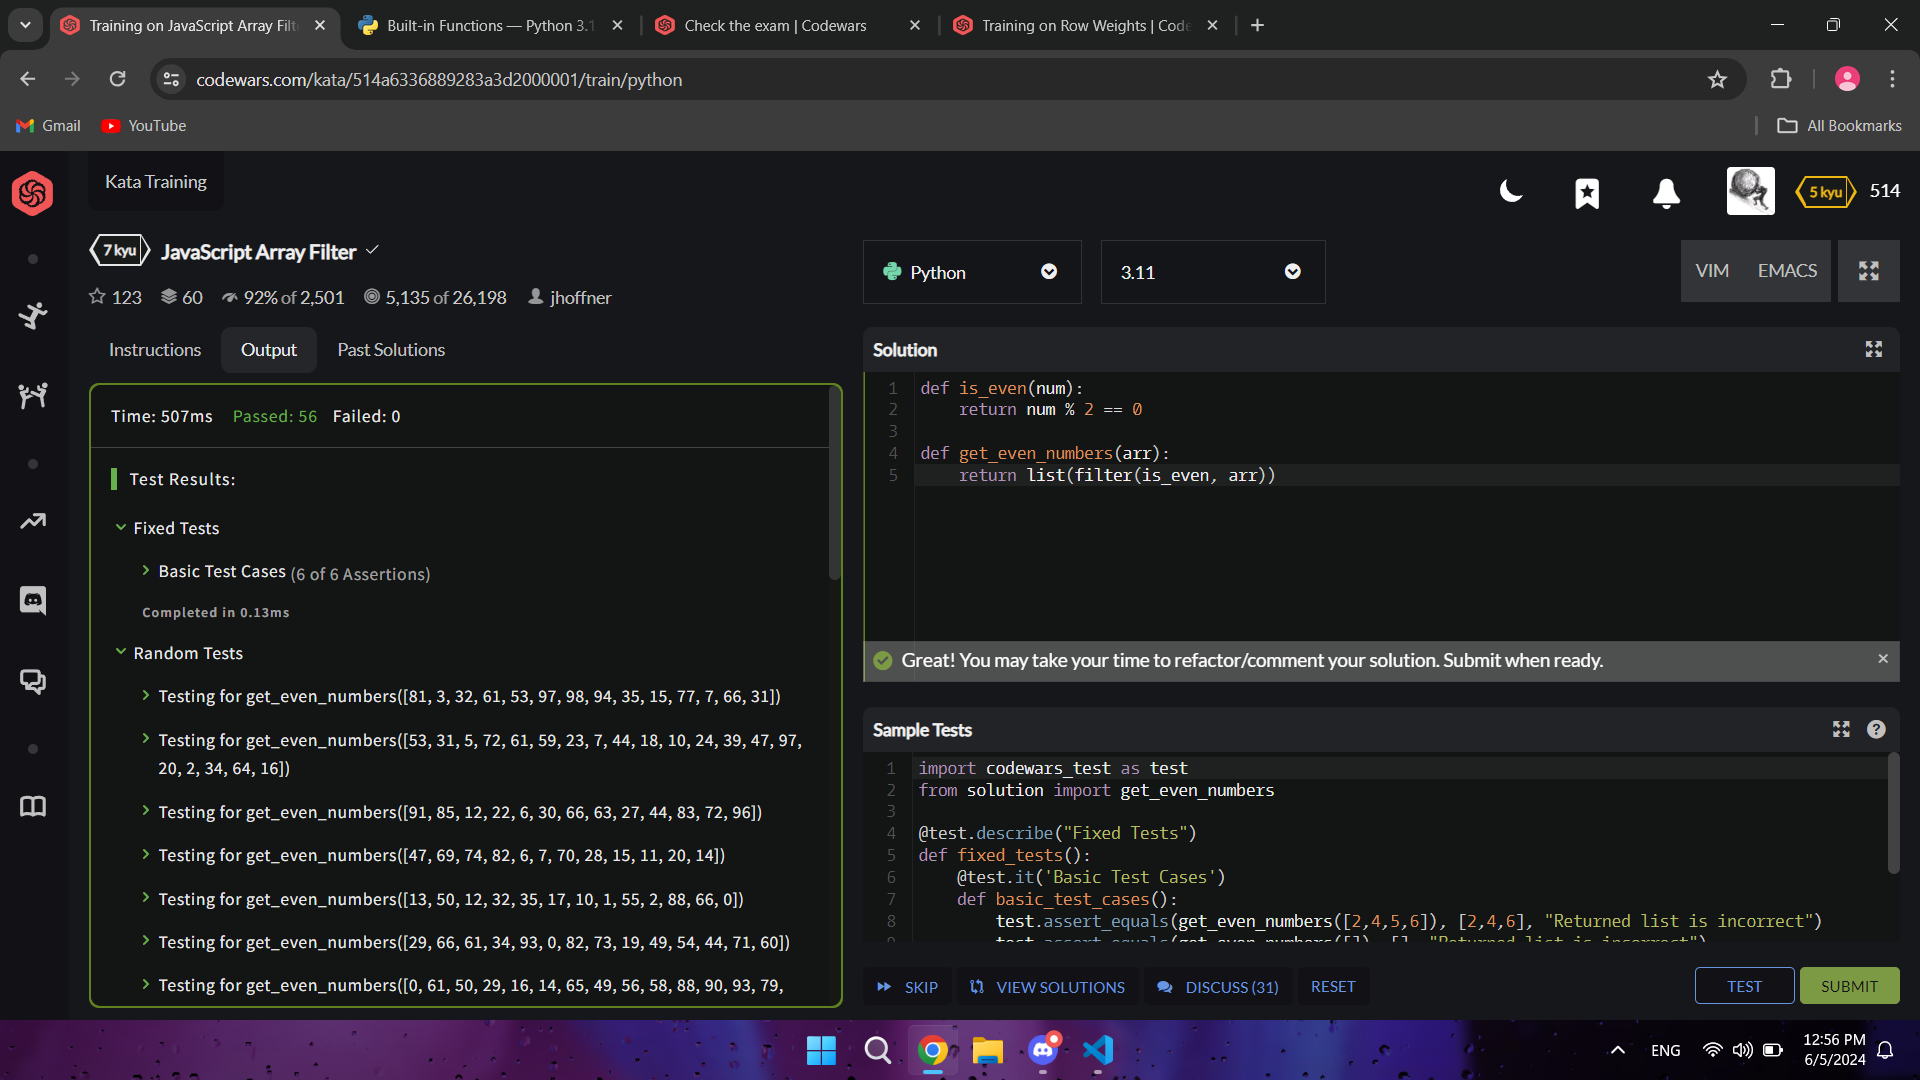 Training on JavaScript Array Filt
Built-in Functions — Python 3.1
Check the exam | Codewars
Training on Row Weights | Code
codewars.com/kata/514a6336889283a3d2000001/train/python
Gmail
YouTube
All Bookmarks
Kata Training
5 kyu
514
7 kyu
JavaScript Array Filter
123
60
92% of 2,501
5,135 of 26,198
jhoffner
Python
3.11
VIM
EMACS
Instructions
Output
Past Solutions
Time: 507ms
Passed: 56
Failed: 0
Test Results:
Fixed Tests
Basic Test Cases (6 of 6 Assertions)
Completed in 0.13ms
Random Tests
Testing for get_even_numbers([81, 3, 32, 61, 53, 97, 98, 94, 35, 15, 77, 7, 66, 31])
Testing for get_even_numbers([53, 31, 5, 72, 61, 59, 23, 7, 44, 18, 10, 24, 39, 47, 97,
20, 2, 34, 64, 16])
Testing for get_even_numbers([91, 85, 12, 22, 6, 30, 66, 63, 27, 44, 83, 72, 96])
Testing for get_even_numbers([47, 69, 74, 82, 6, 7, 70, 28, 15, 11, 20, 14])
Testing for get_even_numbers([13, 50, 12, 32, 35, 17, 10, 1, 55, 2, 88, 66, 0])
Testing for get_even_numbers([29, 66, 61, 34, 93, 0, 82, 73, 19, 49, 54, 44, 71, 60])
Testing for get_even_numbers([0, 61, 50, 29, 16, 14, 65, 49, 56, 58, 88, 90, 93, 79,
Solution
1 def is_even(num):
2     return num % 2 == 0
3
4 def get_even_numbers(arr):
5     return list(filter(is_even, arr))
Great! You may take your time to refactor/comment your solution. Submit when ready.
Sample Tests
1 import codewars_test as test
2 from solution import get_even_numbers
3
4 @test.describe("Fixed Tests")
5 def fixed_tests():
6     @test.it('Basic Test Cases')
7     def basic_test_cases():
8         test.assert_equals(get_even_numbers([2,4,5,6]), [2,4,6], "Returned list is incorrect")
9         test.assert_equals(get_even_numbers([]), [], "Returned list is incorrect")
SKIP
VIEW SOLUTIONS
DISCUSS (31)
RESET
TEST
SUBMIT
ENG
12:56 PM
6/5/2024